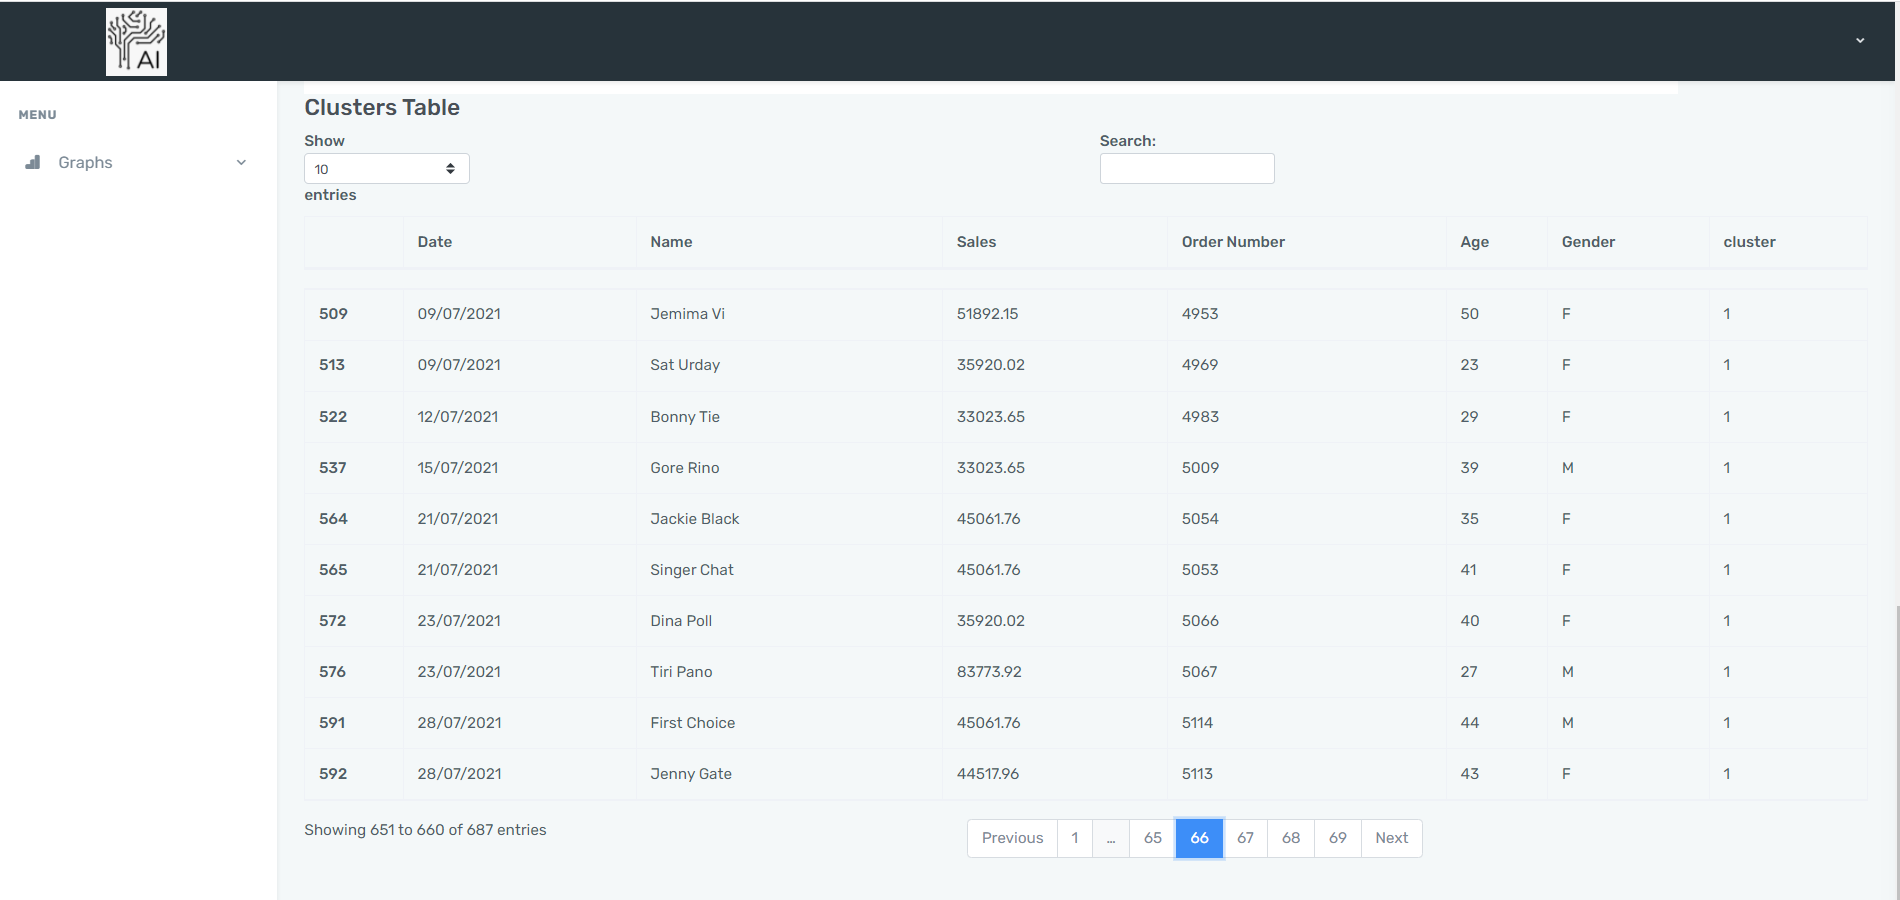 AI
MENU
Graphs
Clusters Table
Show
10
entries
Search:
Date Name Sales Order Number Age Gender cluster
509 09/07/2021 Jemima Vi 51892.15 4953 50 F 1
513 09/07/2021 Sat Urday 35920.02 4969 23 F 1
522 12/07/2021 Bonny Tie 33023.65 4983 29 F 1
537 15/07/2021 Gore Rino 33023.65 5009 39 M 1
564 21/07/2021 Jackie Black 45061.76 5054 35 F 1
565 21/07/2021 Singer Chat 45061.76 5053 41 F 1
572 23/07/2021 Dina Poll 35920.02 5066 40 F 1
576 23/07/2021 Tiri Pano 83773.92 5067 27 M 1
591 28/07/2021 First Choice 45061.76 5114 44 M 1
592 28/07/2021 Jenny Gate 44517.96 5113 43 F 1
Showing 651 to 660 of 687 entries
Previous 1 ... 65 66 67 68 69 Next